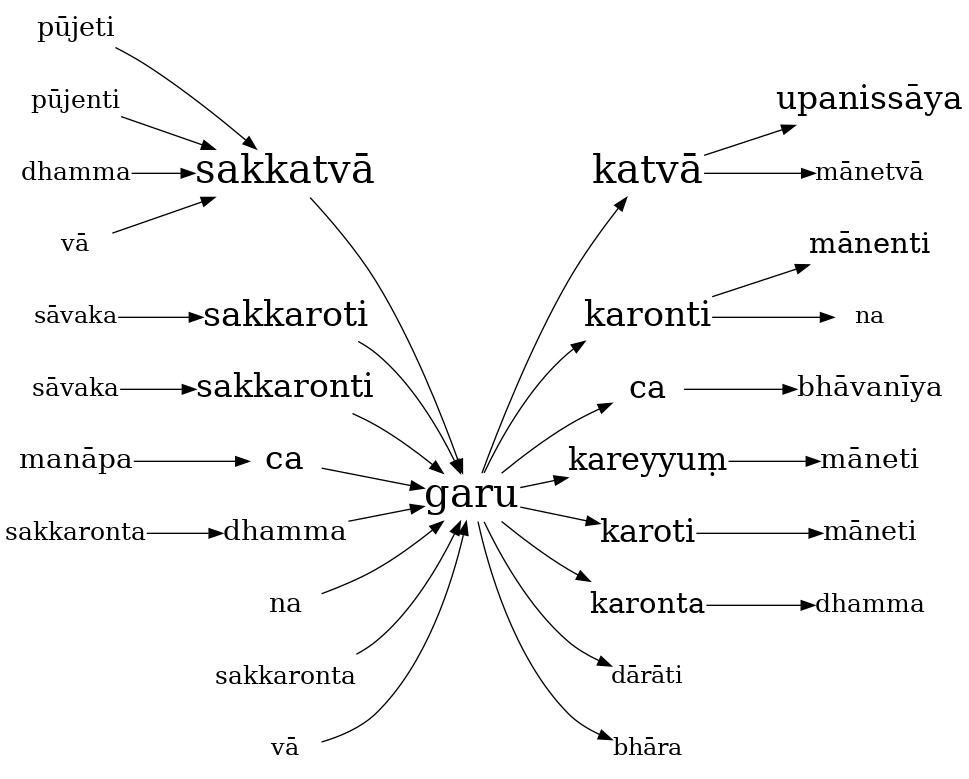 pūjeti
pūjenti
upanissāya
dhamma
sakkatvā
katvā
mānetvā
vā
mānenti
sāvaka
sakkaroti
karonti
na
sāvaka
sakkaronti
ca
bhāvanīya
manāpa
ca
kareyyuṃ
māneti
garu
sakkaronta
dhamma
karoti
māneti
na
karonta
dhamma
sakkaronta
dārāti
vā
bhāra